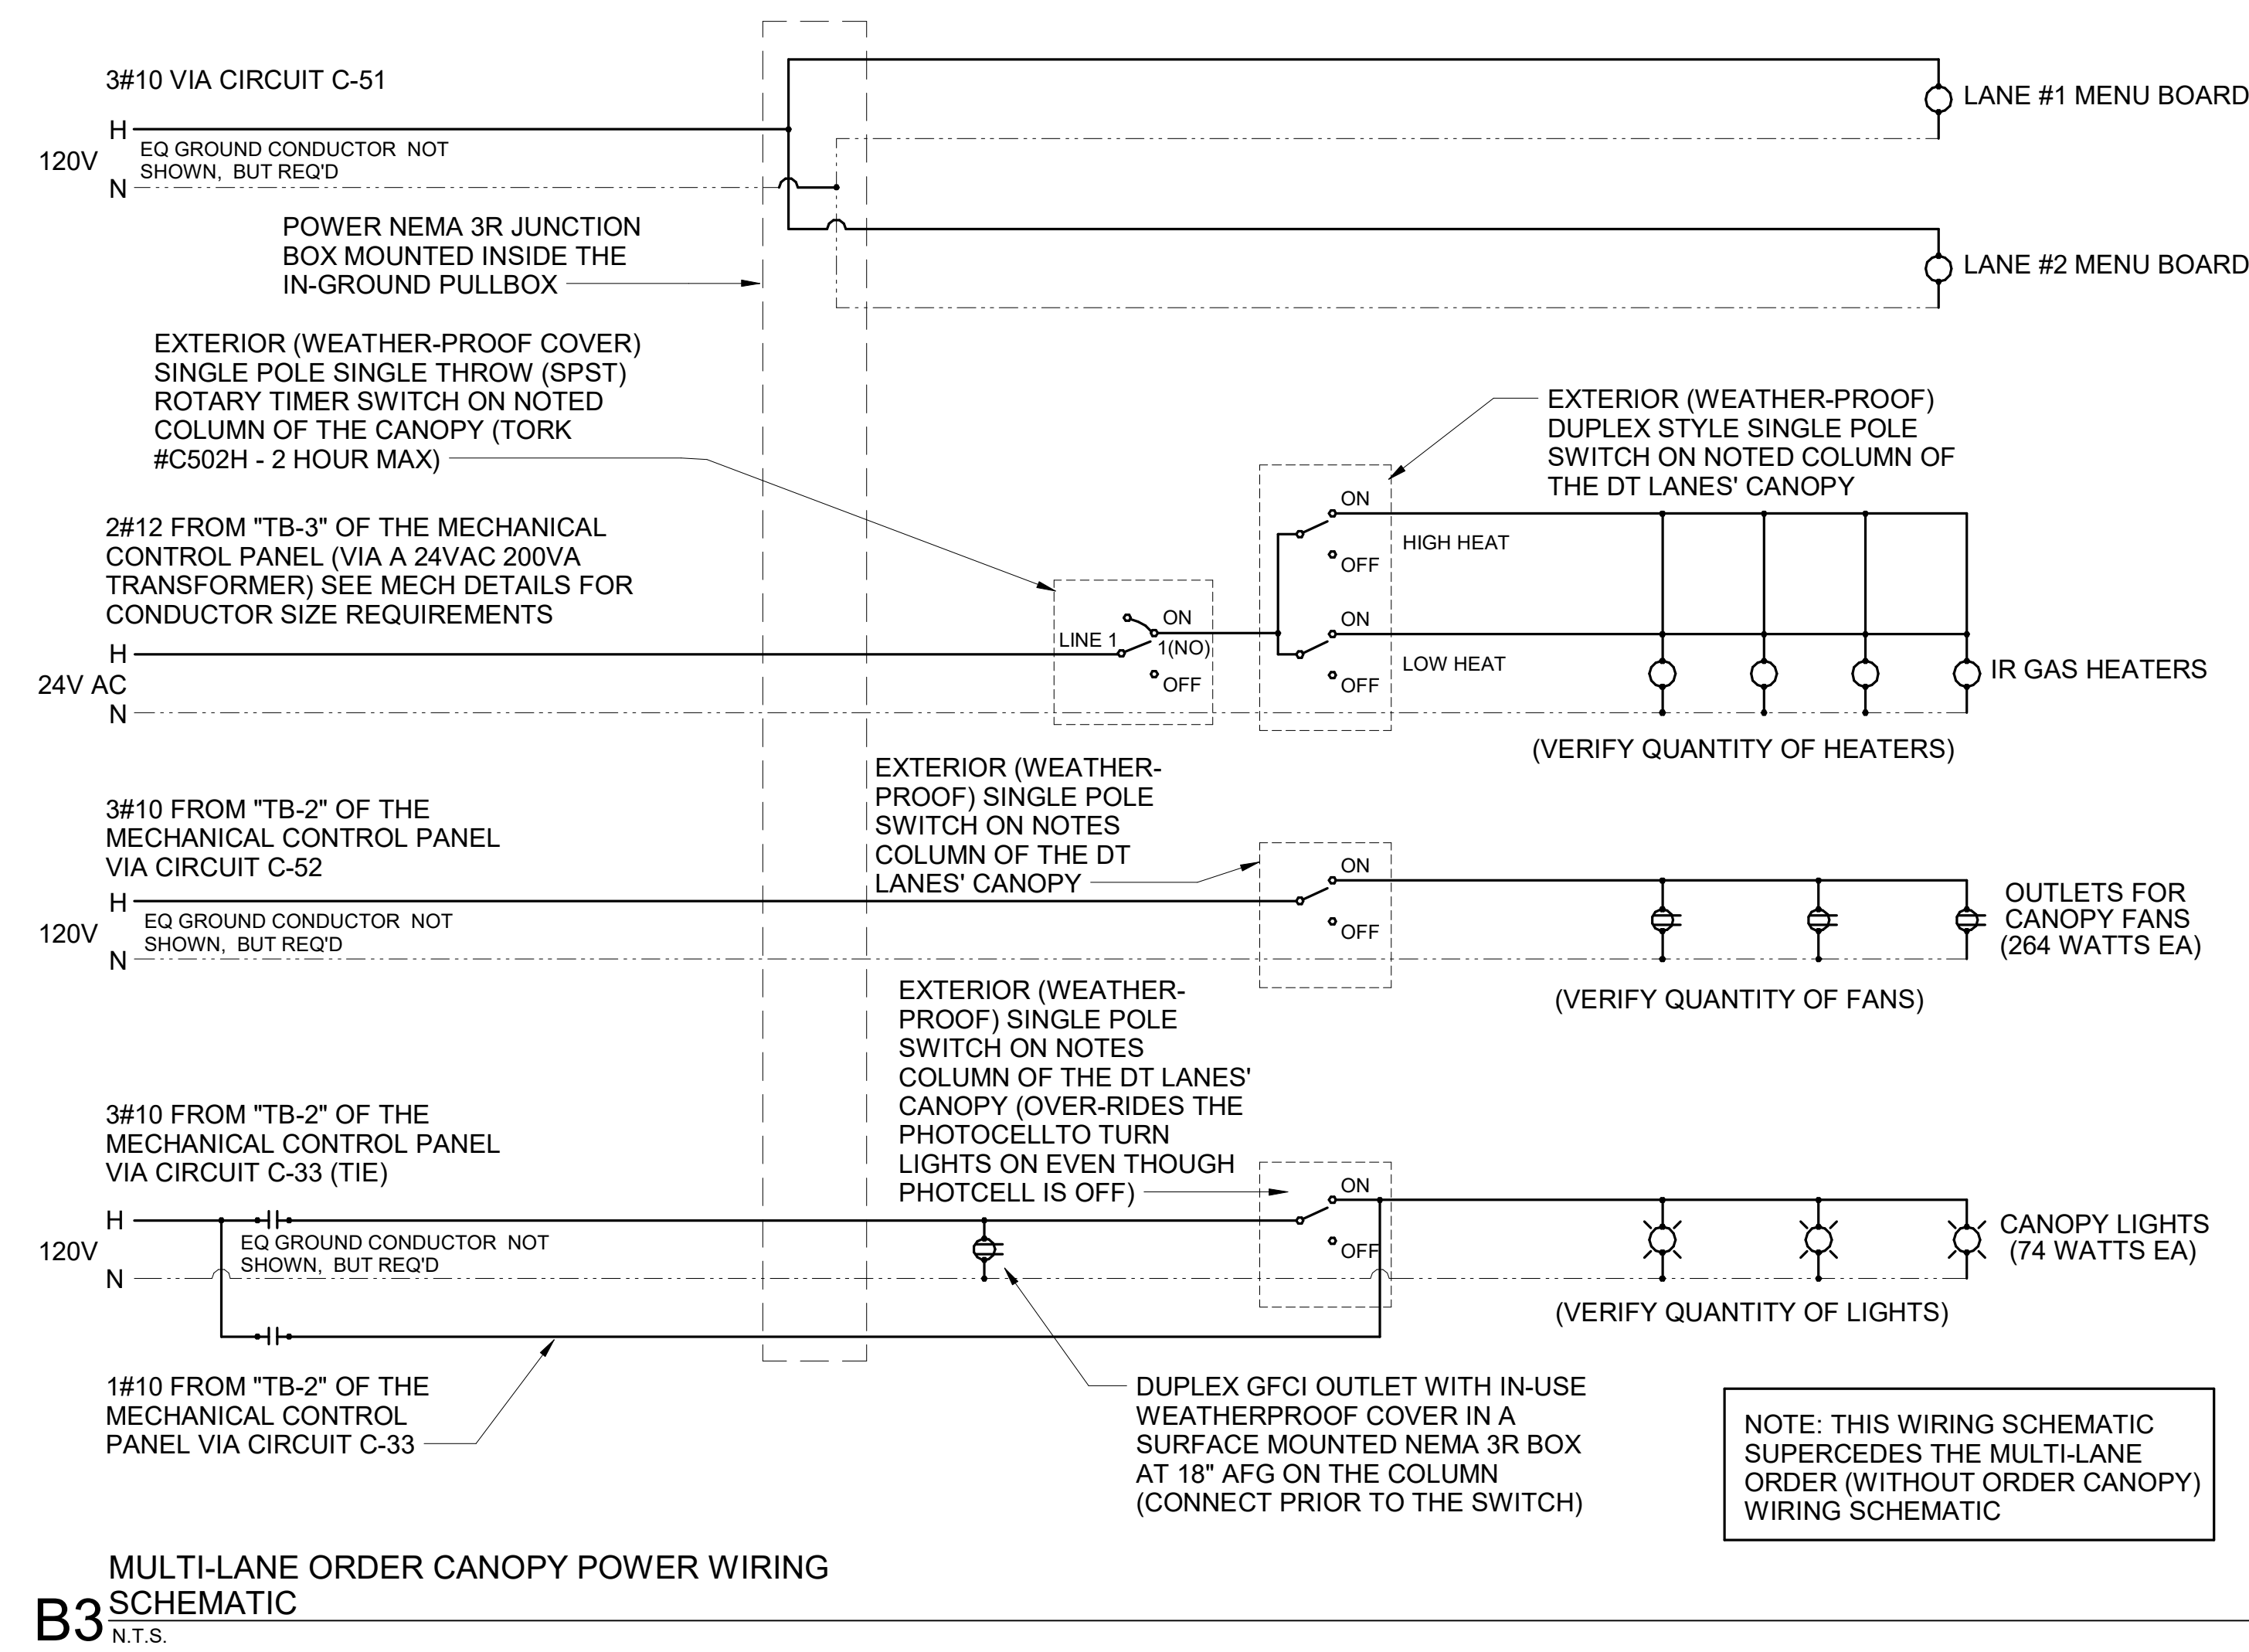 3#10 VIA CIRCUIT C-51
LANE #1 MENU BOARD
H
120V
EQ GROUND CONDUCTOR  NOT
SHOWN,  BUT REQ'D
N
POWER NEMA 3R JUNCTION
BOX MOUNTED INSIDE THE
IN-GROUND PULLBOX
LANE #2 MENU BOARD
EXTERIOR (WEATHER-PROOF COVER)
SINGLE POLE SINGLE THROW (SPST)
ROTARY TIMER SWITCH ON NOTED
COLUMN OF THE CANOPY (TORK
#C502H - 2 HOUR MAX)
EXTERIOR (WEATHER-PROOF)
DUPLEX STYLE SINGLE POLE
SWITCH ON NOTED COLUMN OF
THE DT LANES' CANOPY
2#12 FROM "TB-3" OF THE MECHANICAL
CONTROL PANEL (VIA A 24VAC 200VA
TRANSFORMER) SEE MECH DETAILS FOR
CONDUCTOR SIZE REQUIREMENTS
H
24V AC
N
LINE 1
ON
1(NO)
OFF
ON
HIGH HEAT
OFF
ON
LOW HEAT
OFF
IR GAS HEATERS
(VERIFY QUANTITY OF HEATERS)
EXTERIOR (WEATHER-
PROOF) SINGLE POLE
SWITCH ON NOTES
COLUMN OF THE DT
LANES' CANOPY
3#10 FROM "TB-2" OF THE
MECHANICAL CONTROL PANEL
VIA CIRCUIT C-52
H
120V
EQ GROUND CONDUCTOR  NOT
SHOWN,  BUT REQ'D
N
ON
OFF
OUTLETS FOR
CANOPY FANS
(264 WATTS EA)
(VERIFY QUANTITY OF FANS)
EXTERIOR (WEATHER-
PROOF) SINGLE POLE
SWITCH ON NOTES
COLUMN OF THE DT LANES'
CANOPY (OVER-RIDES THE
PHOTOCELLTO TURN
LIGHTS ON EVEN THOUGH
PHOTCELL IS OFF)
3#10 FROM "TB-2" OF THE
MECHANICAL CONTROL PANEL
VIA CIRCUIT C-33 (TIE)
H
120V
EQ GROUND CONDUCTOR  NOT
SHOWN,  BUT REQ'D
N
ON
OFF
CANOPY LIGHTS
(74 WATTS EA)
(VERIFY QUANTITY OF LIGHTS)
1#10 FROM "TB-2" OF THE
MECHANICAL CONTROL
PANEL VIA CIRCUIT C-33
DUPLEX GFCI OUTLET WITH IN-USE
WEATHERPROOF COVER IN A
SURFACE MOUNTED NEMA 3R BOX
AT 18" AFG ON THE COLUMN
(CONNECT PRIOR TO THE SWITCH)
NOTE: THIS WIRING SCHEMATIC
SUPERCEDES THE MULTI-LANE
ORDER (WITHOUT ORDER CANOPY)
WIRING SCHEMATIC
B3
MULTI-LANE ORDER CANOPY POWER WIRING
SCHEMATIC
N.T.S.